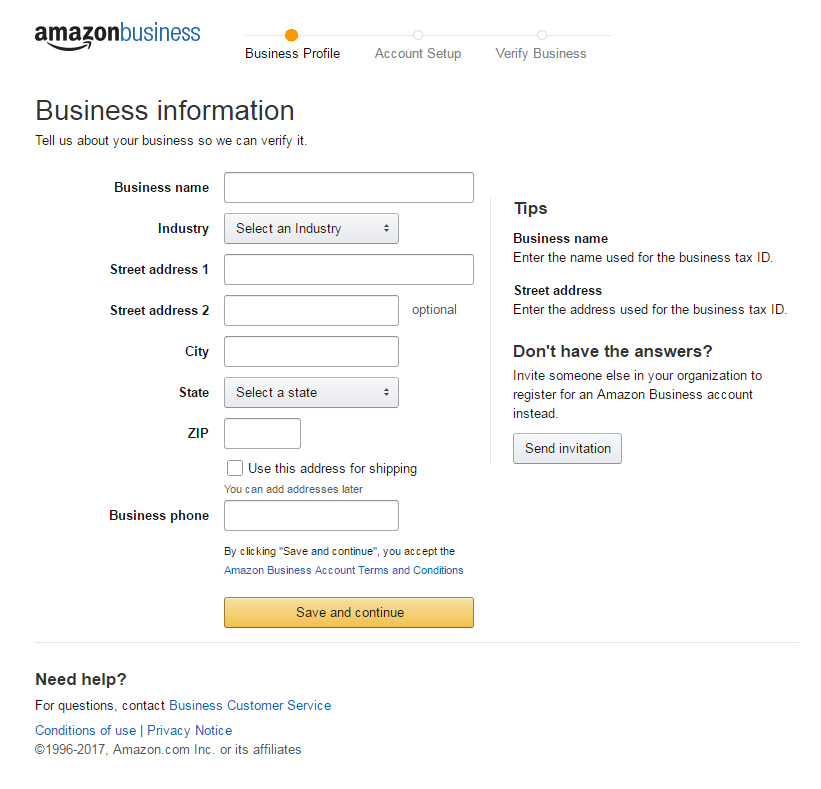 amazonbusiness
Business Profile
Account Setup
Verify Business
Business information
Tell us about your business so we can verify it.
Business name
Industry
Select an Industry
Street address 1
Street address 2
optional
City
State
Select a state
ZIP
Use this address for shipping
You can add addresses later
Business phone
By clicking "Save and continue", you accept the
Amazon Business Account Terms and Conditions
Save and continue
Tips
Business name
Enter the name used for the business tax ID.
Street address
Enter the address used for the business tax ID.
Don't have the answers?
Invite someone else in your organization to
register for an Amazon Business account
instead.
Send invitation
Need help?
For questions, contact Business Customer Service
Conditions of use | Privacy Notice
©1996-2017, Amazon.com Inc. or its affiliates